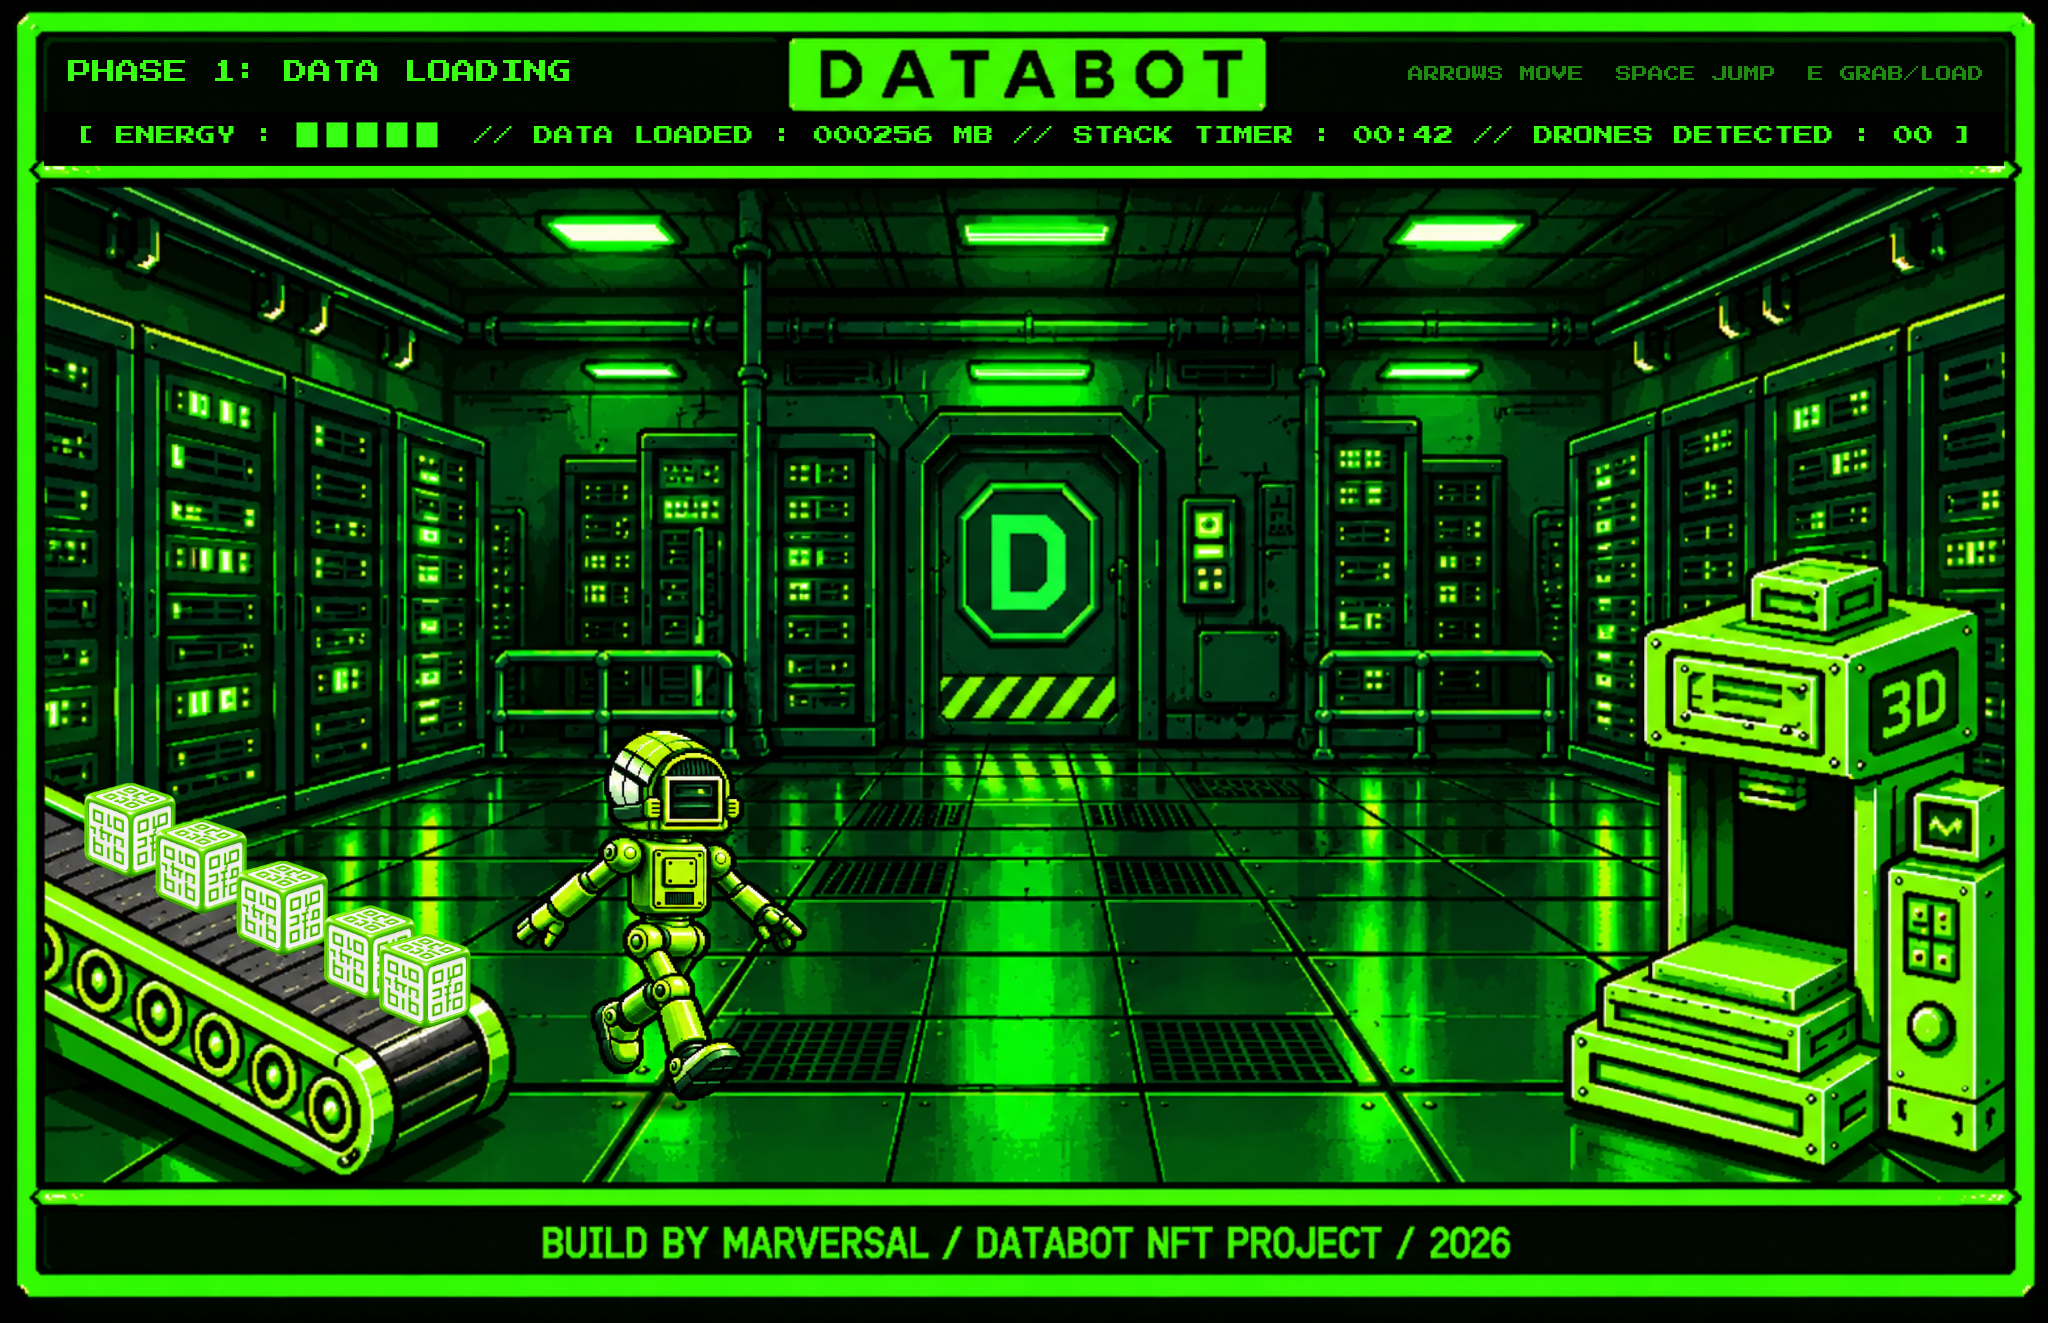 PHASE 1: DATA LOADING
DATABOT
ARROWS MOVE SPACE JUMP E GRAB/LOAD
[ ENERGY : █████ // DATA LOADED : 000256 MB // STACK TIMER : 00:42 // DRONES DETECTED : 00 ]
D
3D
BUILD BY MARVERSAL / DATABOT NFT PROJECT / 2026